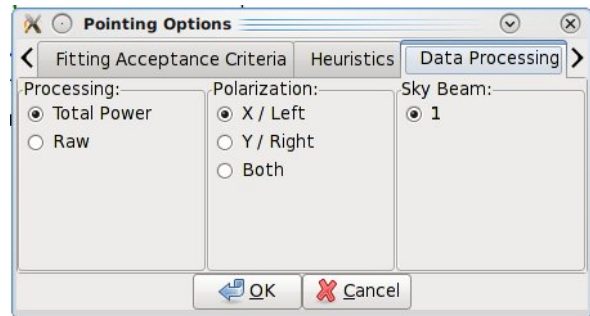 Pointing Options
Fitting Acceptance Criteria Heuristics Data Processing
Processing: Polarization: Sky Beam:
Total Power X / Left 1
Raw Y / Right
Both
OK Cancel